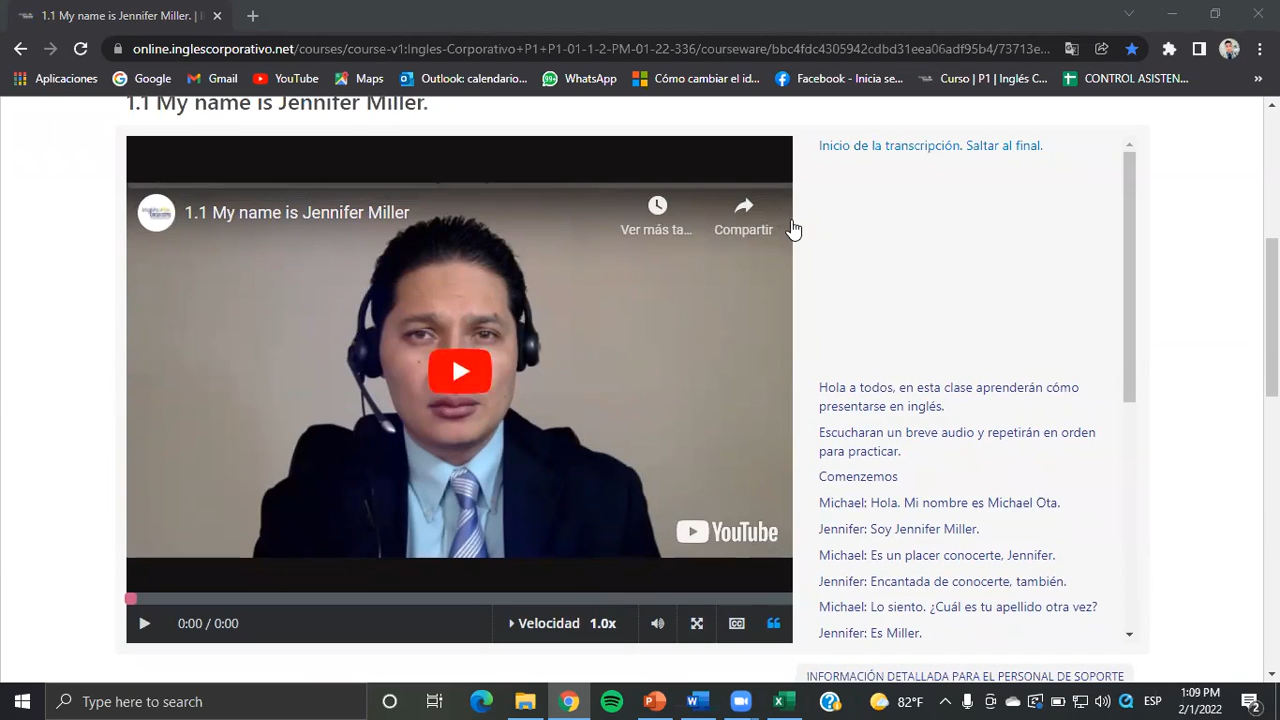 1.1 My name is Jennifer Miller. |
online.inglescorporativo.net/courses/course-v1:Ingles-Corporativo+P1+P1-01-1-2-PM-01-22-336/courseware/bbc4fdc4305942cdbd31eea06adf95b4/73713e...
Aplicaciones Google Gmail YouTube Maps Outlook: calendario... 99+ WhatsApp Cómo cambiar el id... Facebook - Inicia se... Curso | P1 | Inglés C... CONTROL ASISTEN... »
1.1 My name is Jennifer Miller.
1.1 My name is Jennifer Miller
Ver más ta... Compartir
YouTube
0:00 / 0:00 Velocidad 1.0x
Inicio de la transcripción. Saltar al final.
Hola a todos, en esta clase aprenderán cómo
presentarse en inglés.
Escucharan un breve audio y repetirán en orden
para practicar.
Comenzemos
Michael: Hola. Mi nombre es Michael Ota.
Jennifer: Soy Jennifer Miller.
Michael: Es un placer conocerte, Jennifer.
Jennifer: Encantada de conocerte, también.
Michael: Lo siento. ¿Cuál es tu apellido otra vez?
Jennifer: Es Miller.
INFORMACIÓN DETALLADA PARA EL PERSONAL DE SOPORTE
Type here to search
82°F ESP 1:09 PM
2/1/2022 2